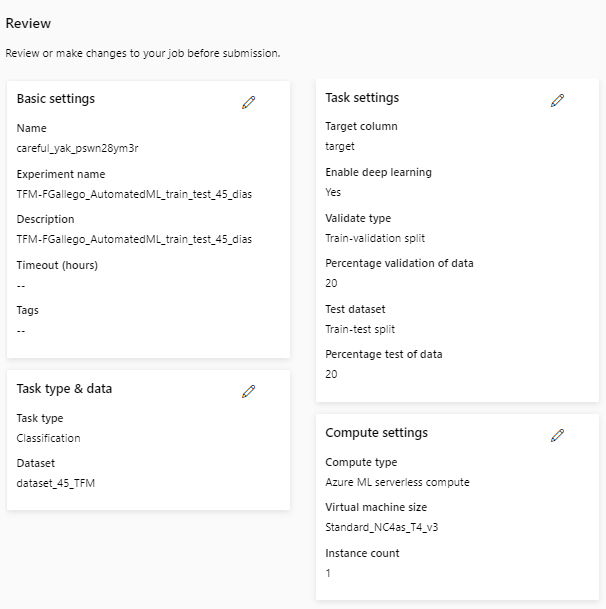 Review
Review or make changes to your job before submission.
Basic settings
Name
careful_yak_pswn28ym3r
Experiment name
TFM-FGallego_AutomatedML_train_test_45_dias
Description
TFM-FGallego_AutomatedML_train_test_45_dias
Timeout (hours)
--
Tags
--
Task type & data
Task type
Classification
Dataset
dataset_45_TFM
Task settings
Target column
target
Enable deep learning
Yes
Validate type
Train-validation split
Percentage validation of data
20
Test dataset
Train-test split
Percentage test of data
20
Compute settings
Compute type
Azure ML serverless compute
Virtual machine size
Standard_NC4as_T4_v3
Instance count
1